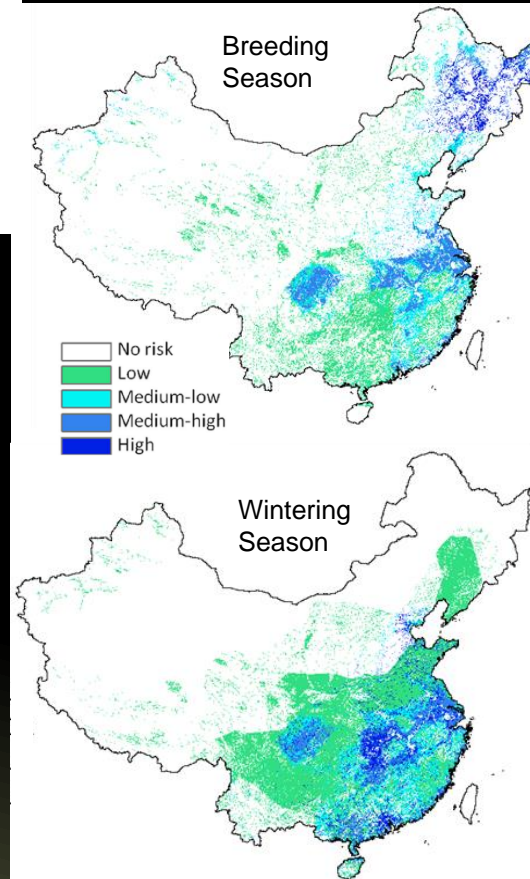 Breeding
Season
No risk
Low
Medium-low
Medium-high
High
Wintering
Season